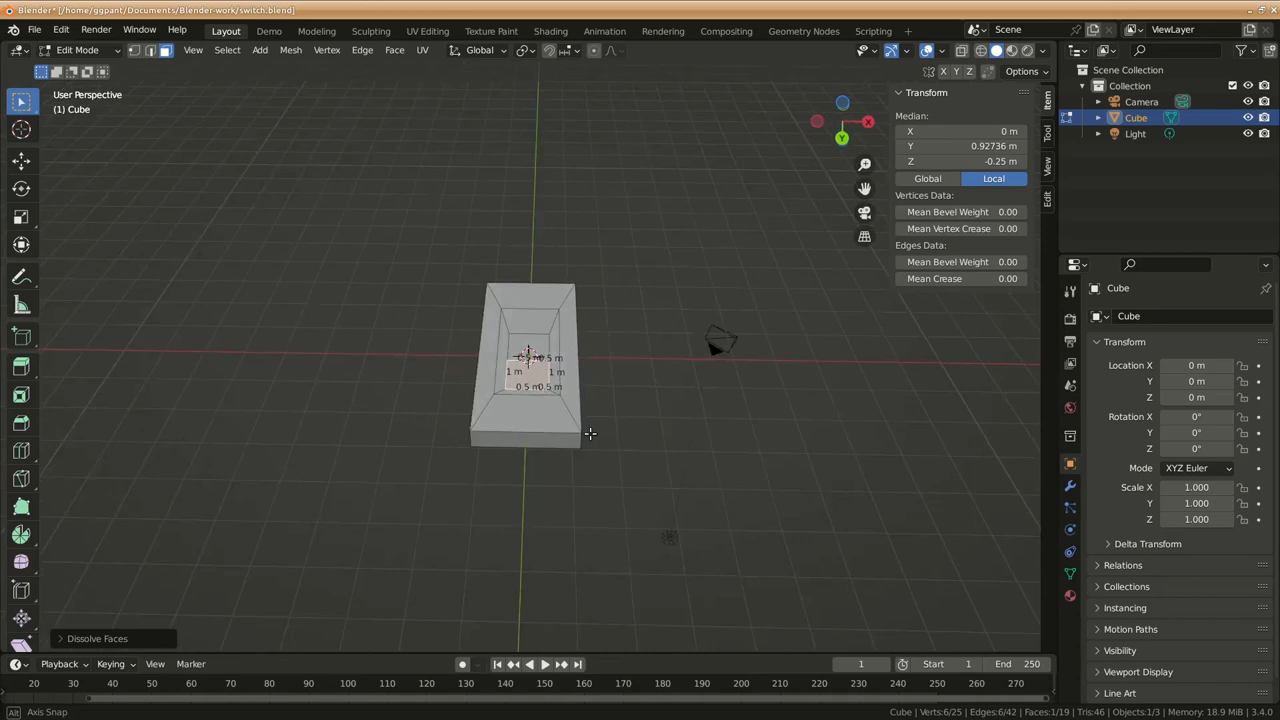 Blender* [/home/ggpant/Documents/Blender-work/switch.blend]
File Edit Render Window Help Layout Demo Modeling Sculpting UV Editing Texture Paint Shading Animation Rendering Compositing Geometry Nodes Scripting Scene ViewLayer
Edit Mode View Select Add Mesh Vertex Edge Face UV Global
X Y Z Options
User Perspective
(1) Cube
X
Y
Transform
Median:
X 0 m
Y 0.92736 m
Z -0.25 m
Global Local
Vertices Data:
Mean Bevel Weight 0.00
Mean Vertex Crease 0.00
Edges Data:
Mean Bevel Weight 0.00
Mean Crease 0.00
Item
Tool
View
Edit
1 m 1 m
0.5 m 0.5 m
Dissolve Faces
Scene Collection
Collection
Camera
Cube
Light
Cube
Cube
Transform
Location X 0 m
Y 0 m
Z 0 m
Rotation X 0°
Y 0°
Z 0°
Mode XYZ Euler
Scale X 1.000
Y 1.000
Z 1.000
Delta Transform
Relations
Collections
Instancing
Motion Paths
Visibility
Viewport Display
Line Art
Playback Keying View Marker 1 Start 1 End 250
20 30 40 50 60 70 80 90 100 110 120 130 140 150 160 170 180 190 200 210 220 230 240 250 260 270
Alt Axis Snap Cube | Verts:6/25 | Edges:6/42 | Faces:1/19 | Tris:46 | Objects:1/3 | Memory: 18.9 MiB | 3.4.0